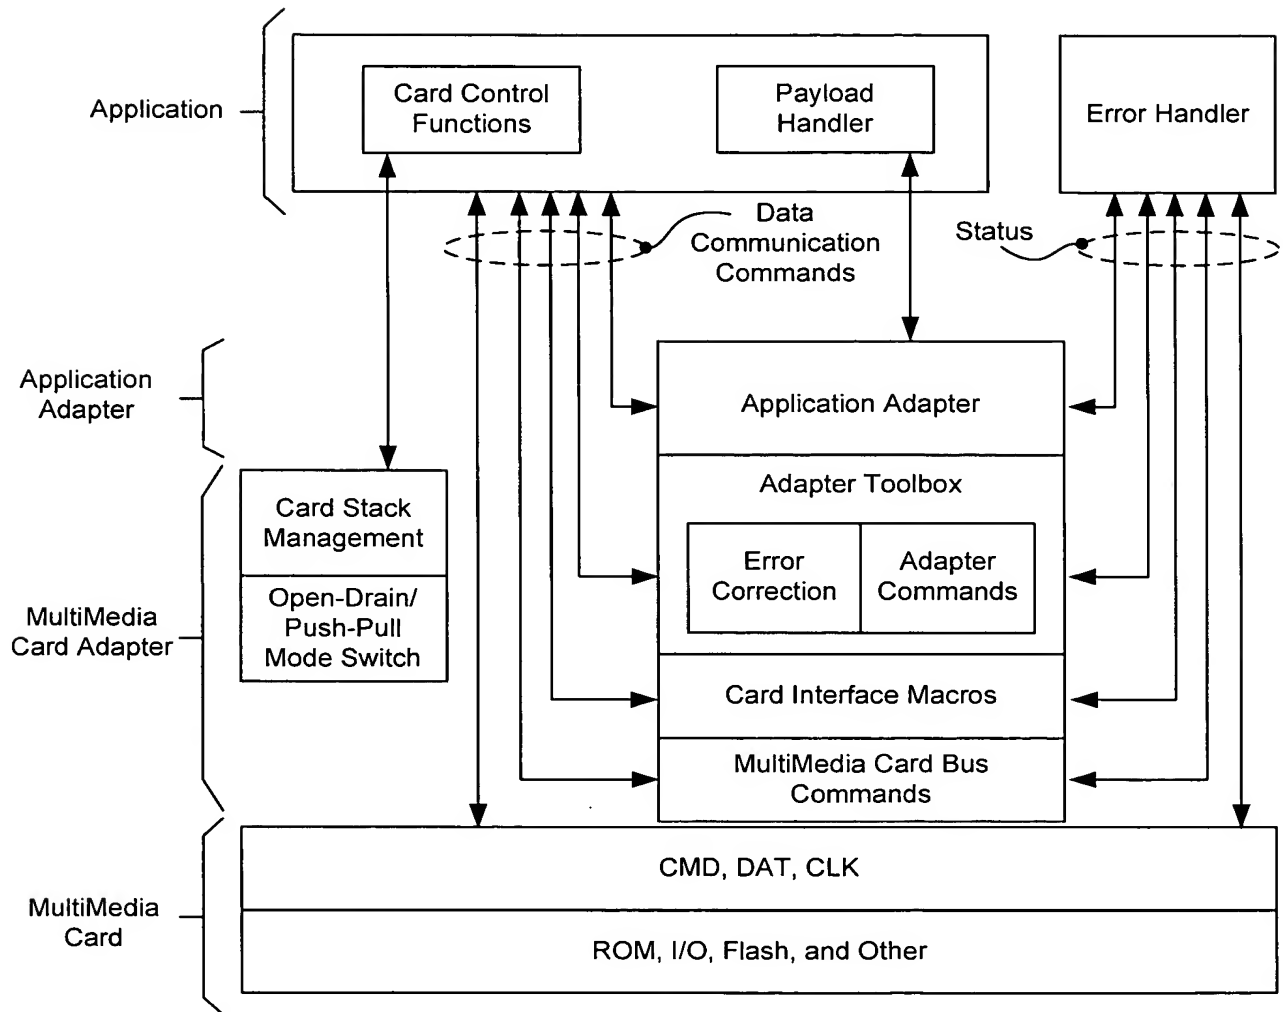 Application
Card Control
Functions
Payload
Handler
Error Handler
Data
Communication
Commands
Status
Application
Adapter
Application Adapter
Adapter Toolbox
Error
Correction
Adapter
Commands
Card Stack
Management
Open-Drain/
Push-Pull
Mode Switch
MultiMedia
Card Adapter
Card Interface Macros
MultiMedia Card Bus
Commands
MultiMedia
Card
CMD, DAT, CLK
ROM, I/O, Flash, and Other